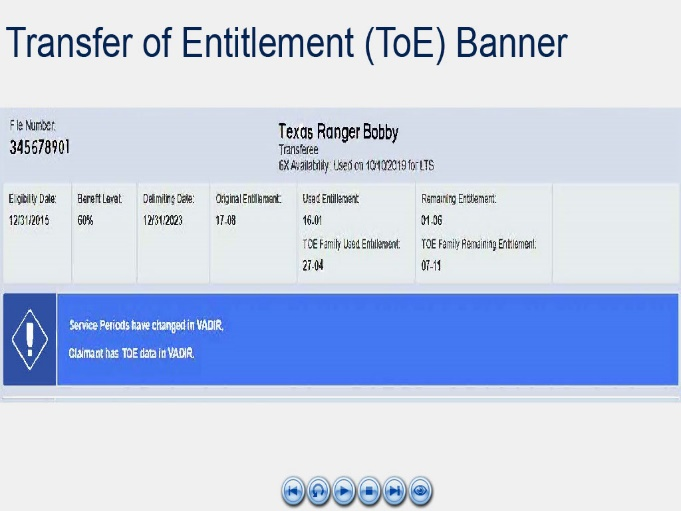 Transfer of Entitlement (ToE) Banner
File Number:
345678901
Texas Ranger Bobby
Transferee
6X Availability: Used on 10/10/2019 for LTS
Eligibility Date:
12/31/2015
Benefit Level:
60%
Delimiting Date:
12/31/2023
Original Entitlement:
17-08
Used Entitlement:
16-01
TOE Family Used Entitlement:
27-04
Remaining Entitlement:
01-06
TOE Family Remaining Entitlement:
07-11
Service Periods have changed in VADIR.
Claimant has TOE data in VADIR.